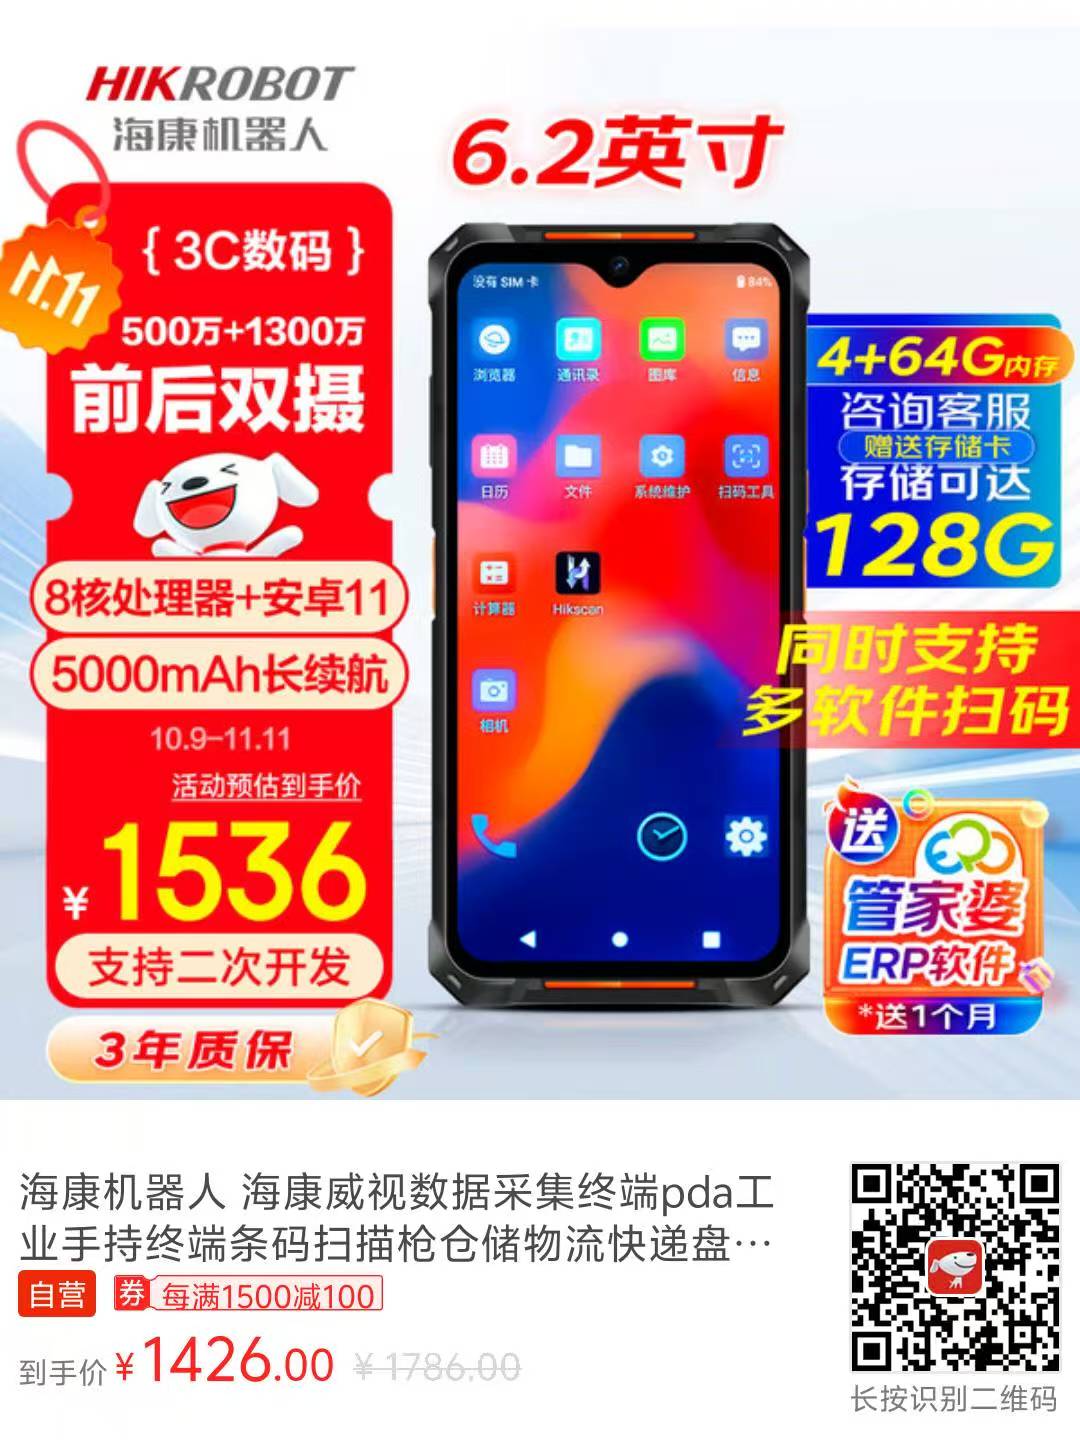 HIKROBOT
海康机器人
6.2英寸
11.11
{ 3C数码 }
500万+1300万
前后双摄
8核处理器+安卓11
5000mAh长续航
10.9–11.11
活动预估到手价
¥1536
支持二次开发
3年质保
没有 SIM 卡
84%
浏览器
通讯录
图库
信息
日历
文件
系统维护
扫码工具
计算器
Hikscan
相机
4+64G内存
咨询客服
赠送存储卡
存储可达
128G
同时支持
多软件扫码
送
管家婆
ERP软件
*送1个月
海康机器人 海康威视数据采集终端pda工
业手持终端条码扫描枪仓储物流快递盘…
自营
券 每满1500减100
到手价 ¥1426.00 ¥1786.00
长按识别二维码